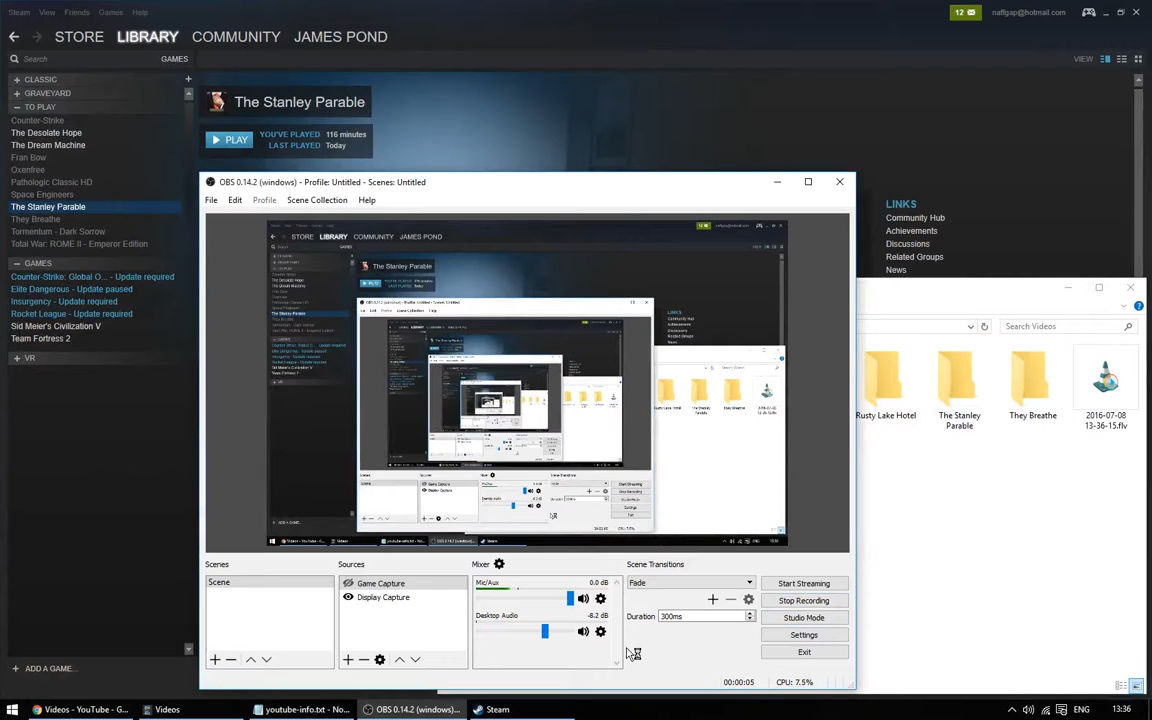 Steam View Friends Games Help
12
naffgap@hotmail.com
STORE LIBRARY COMMUNITY JAMES POND
Search GAMES
VIEW
CLASSIC
GRAVEYARD
TO PLAY
Counter-Strike
The Desolate Hope
The Dream Machine
Fran Bow
Oxenfree
Pathologic Classic HD
Space Engineers
The Stanley Parable
They Breathe
Tormentum - Dark Sorrow
Total War: ROME II - Emperor Edition
GAMES
Counter-Strike: Global O... - Update required
Elite Dangerous - Update paused
Insurgency - Update required
Rocket League - Update required
Sid Meier's Civilization V
Team Fortress 2
VR
ADD A GAME...
The Stanley Parable
PLAY
YOU'VE PLAYED 116 minutes
LAST PLAYED Today
LINKS
Community Hub
Achievements
Discussions
Related Groups
News
OBS 0.14.2 (windows) - Profile: Untitled - Scenes: Untitled
File Edit Profile Scene Collection Help
STORE LIBRARY COMMUNITY JAMES POND
The Stanley Parable
Scenes
Scene
Sources
Game Capture
Display Capture
Mixer
Mic/Aux 0.0 dB
Desktop Audio -8.2 dB
Scene Transitions
Fade
Duration 300ms
Start Streaming
Stop Recording
Studio Mode
Settings
Exit
00:00:05 CPU: 7.5%
Search Videos
Rusty Lake Hotel
The Stanley Parable
They Breathe
2016-07-08 13-36-15.flv
Videos - YouTube - G...
Videos
youtube-info.txt - No...
OBS 0.14.2 (windows)...
Steam
ENG
13:36